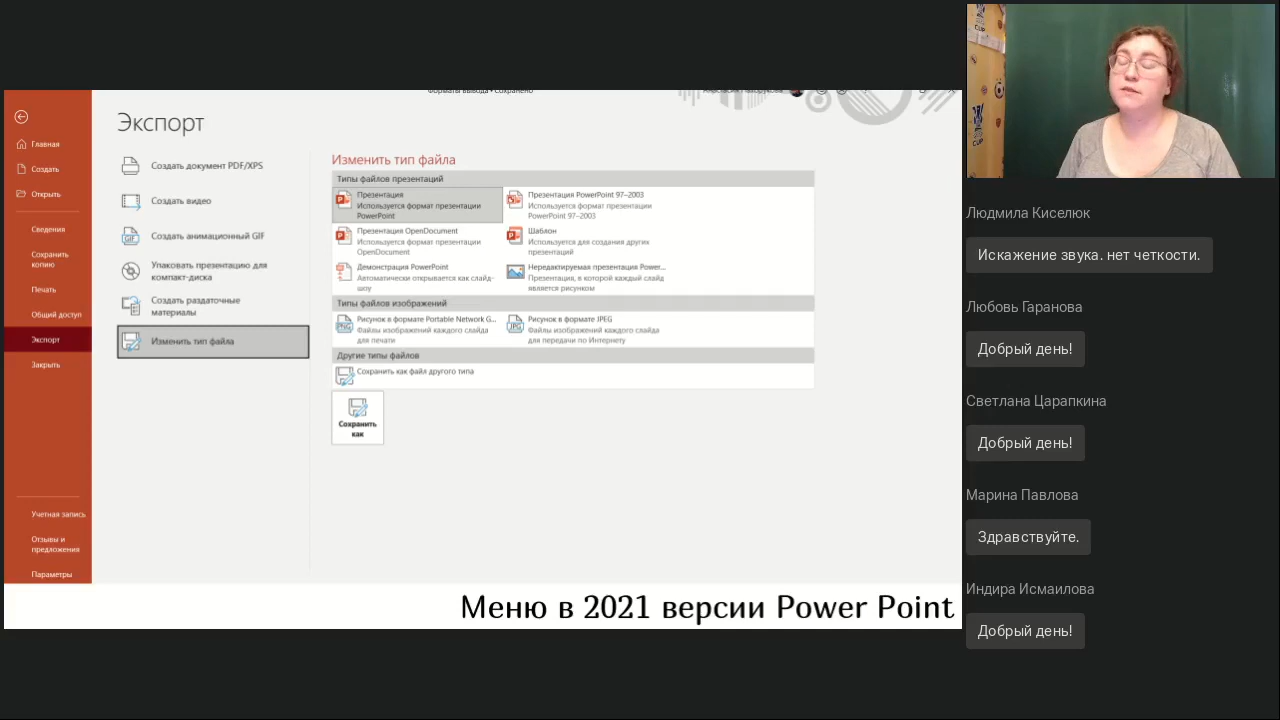 Форматы вывода • Сохранено
Главная
Создать
Открыть
Сведения
Сохранить
копию
Печать
Общий доступ
Экспорт
Закрыть
Учетная запись
Отзывы и
предложения
Параметры
Экспорт
Создать документ PDF/XPS
Создать видео
Создать анимационный GIF
Упаковать презентацию для
компакт-диска
Создать раздаточные
материалы
Изменить тип файла
Изменить тип файла
Типы файлов презентаций
Презентация
Используется формат презентации
PowerPoint
Презентация PowerPoint 97–2003
Используется формат презентации
PowerPoint 97–2003
Презентация OpenDocument
Используется формат презентации
OpenDocument
Шаблон
Используется для создания других
презентаций
Демонстрация PowerPoint
Автоматически открывается как слайд-
шоу
Нередактируемая презентация Power...
Презентация, в которой каждый слайд
является рисунком
Типы файлов изображений
Рисунок в формате Portable Network G...
Файлы изображений каждого слайда
для печати
Рисунок в формате JPEG
Файлы изображений каждого слайда
для передачи по Интернету
Другие типы файлов
Сохранить как файл другого типа
Сохранить
как
Меню в 2021 версии Power Point
Людмила Киселюк
Искажение звука. нет четкости.
Любовь Гаранова
Добрый день!
Светлана Царапкина
Добрый день!
Марина Павлова
Здравствуйте.
Индира Исмаилова
Добрый день!